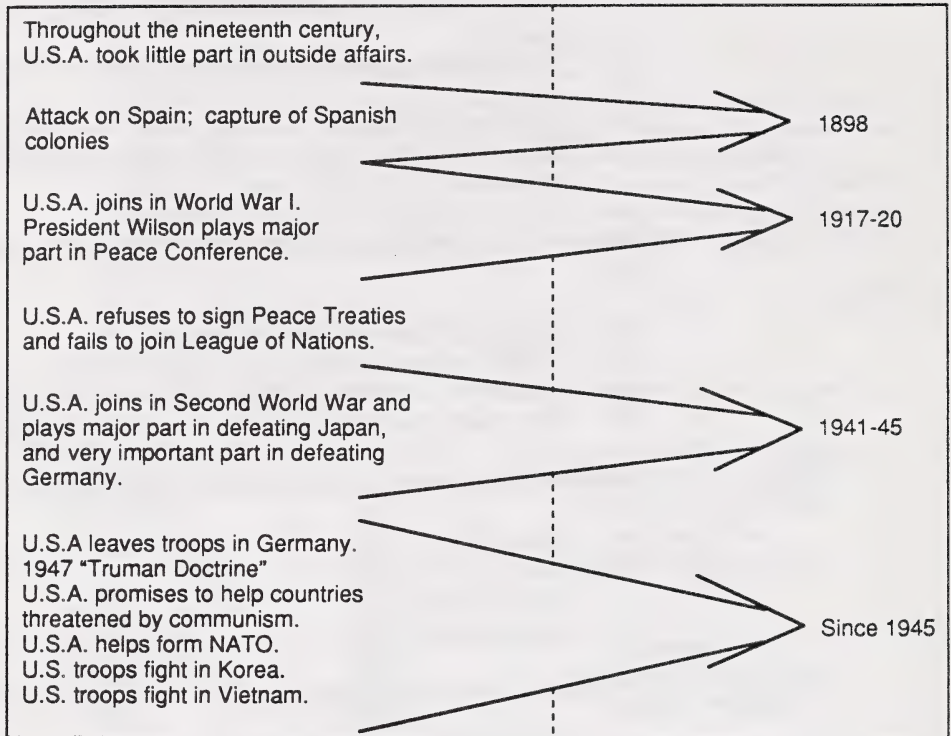 Throughout the nineteenth century,
U.S.A. took little part in outside affairs.
Attack on Spain; capture of Spanish
colonies
1898
U.S.A. joins in World War I.
President Wilson plays major
part in Peace Conference.
1917-20
U.S.A. refuses to sign Peace Treaties
and fails to join League of Nations.
U.S.A. joins in Second World War and
plays major part in defeating Japan,
and very important part in defeating
Germany.
1941-45
U.S.A leaves troops in Germany.
1947 "Truman Doctrine"
U.S.A. promises to help countries
threatened by communism.
U.S.A. helps form NATO.
U.S. troops fight in Korea.
U.S. troops fight in Vietnam.
Since 1945